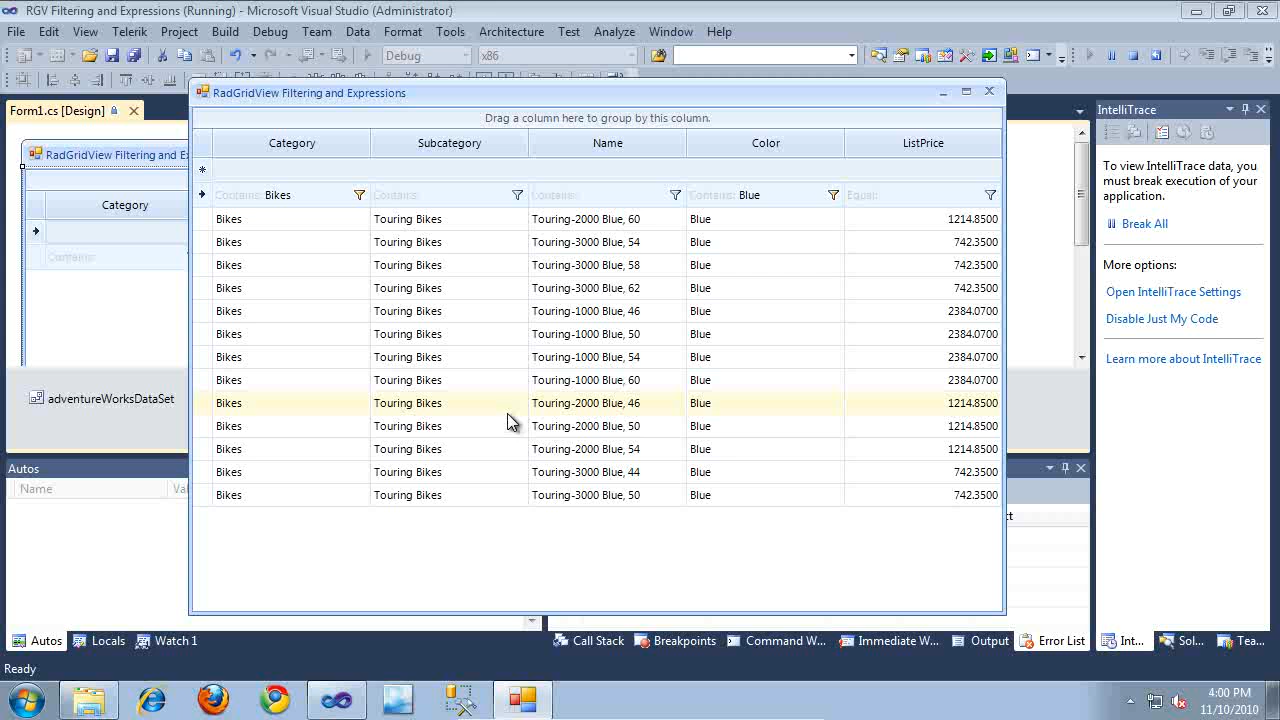 RGV Filtering and Expressions (Running) - Microsoft Visual Studio (Administrator)
File Edit View Telerik Project Build Debug Team Data Format Tools Architecture Test Analyze Window Help
Debug x86
Form1.cs [Design]
RadGridView Filtering and Ex
Category
Contains:
adventureWorksDataSet
RadGridView Filtering and Expressions
Drag a column here to group by this column.
Category Subcategory Name Color ListPrice
Contains: Bikes Contains: Contains: Contains: Blue Equal:
Bikes Touring Bikes Touring-2000 Blue, 60 Blue 1214.8500
Bikes Touring Bikes Touring-3000 Blue, 54 Blue 742.3500
Bikes Touring Bikes Touring-3000 Blue, 58 Blue 742.3500
Bikes Touring Bikes Touring-3000 Blue, 62 Blue 742.3500
Bikes Touring Bikes Touring-1000 Blue, 46 Blue 2384.0700
Bikes Touring Bikes Touring-1000 Blue, 50 Blue 2384.0700
Bikes Touring Bikes Touring-1000 Blue, 54 Blue 2384.0700
Bikes Touring Bikes Touring-1000 Blue, 60 Blue 2384.0700
Bikes Touring Bikes Touring-2000 Blue, 46 Blue 1214.8500
Bikes Touring Bikes Touring-2000 Blue, 50 Blue 1214.8500
Bikes Touring Bikes Touring-2000 Blue, 54 Blue 1214.8500
Bikes Touring Bikes Touring-3000 Blue, 44 Blue 742.3500
Bikes Touring Bikes Touring-3000 Blue, 50 Blue 742.3500
IntelliTrace
To view IntelliTrace data, you
must break execution of your
application.
Break All
More options:
Open IntelliTrace Settings
Disable Just My Code
Learn more about IntelliTrace
Autos
Name Val
ct
Autos Locals Watch 1
Call Stack Breakpoints Command W... Immediate W... Output Error List
Int... Sol... Tea...
Ready
4:00 PM
11/10/2010